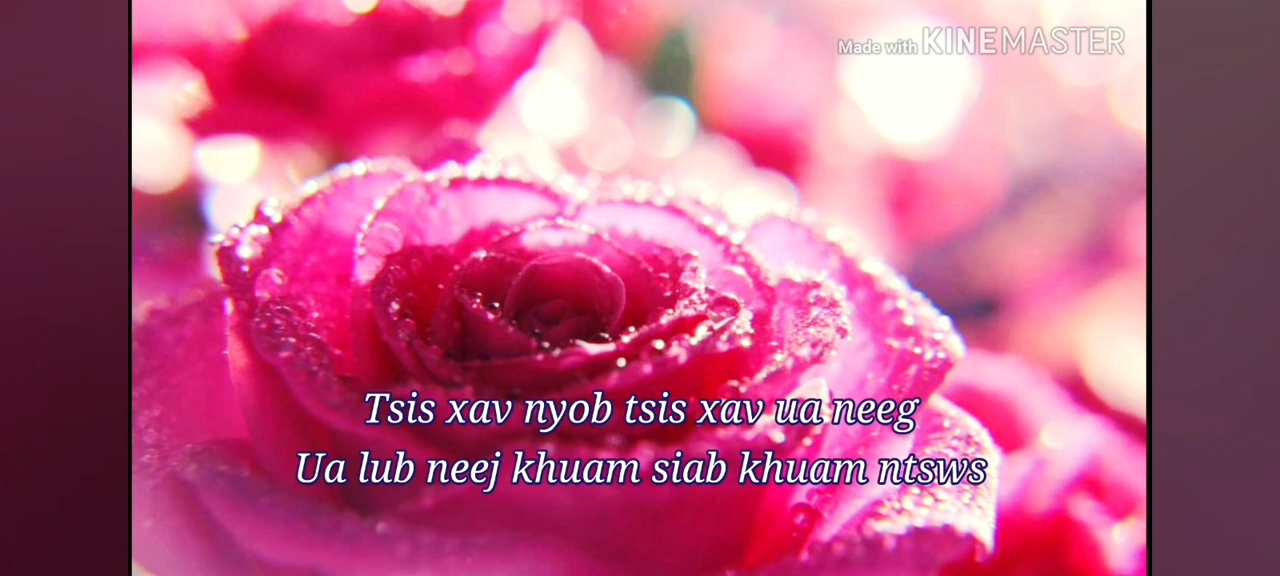 Made with KINEMASTER
Tsis xav nyob tsis xav ua neeg
Ua lub neej khuam siab khuam ntsws